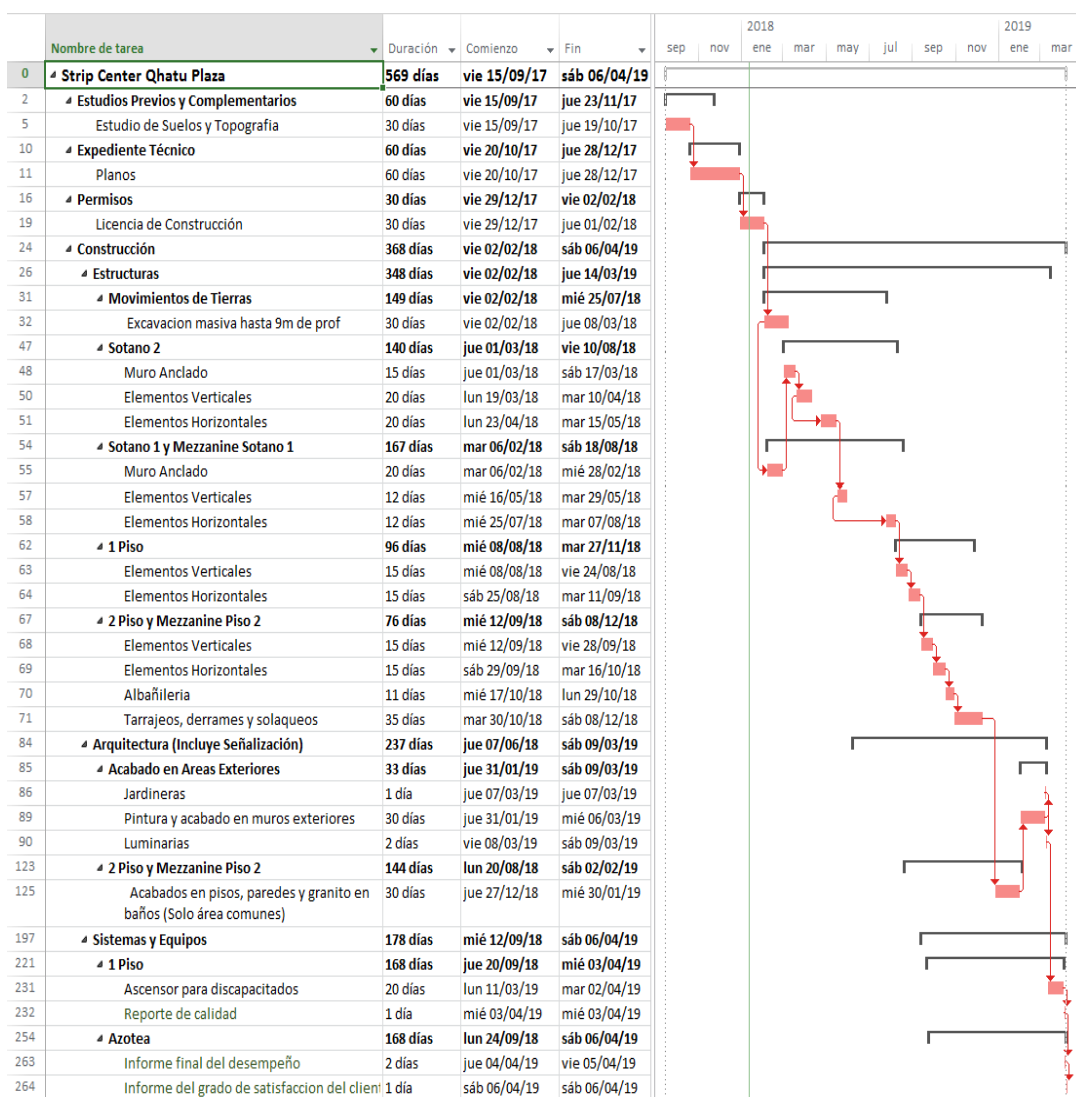 2018 2019
Nombre de tarea Duración Comienzo Fin sep nov ene mar may jul sep nov ene mar
0 Strip Center Qhatu Plaza 569 días vie 15/09/17 sáb 06/04/19
2 Estudios Previos y Complementarios 60 días vie 15/09/17 jue 23/11/17
5 Estudio de Suelos y Topografia 30 días vie 15/09/17 jue 19/10/17
10 Expediente Técnico 60 días vie 20/10/17 jue 28/12/17
11 Planos 60 días vie 20/10/17 jue 28/12/17
16 Permisos 30 días vie 29/12/17 vie 02/02/18
19 Licencia de Construcción 30 días vie 29/12/17 jue 01/02/18
24 Construcción 368 días vie 02/02/18 sáb 06/04/19
26 Estructuras 348 días vie 02/02/18 jue 14/03/19
31 Movimientos de Tierras 149 días vie 02/02/18 mié 25/07/18
32 Excavacion masiva hasta 9m de prof 30 días vie 02/02/18 jue 08/03/18
47 Sotano 2 140 días jue 01/03/18 vie 10/08/18
48 Muro Anclado 15 días jue 01/03/18 sáb 17/03/18
50 Elementos Verticales 20 días lun 19/03/18 mar 10/04/18
51 Elementos Horizontales 20 días lun 23/04/18 mar 15/05/18
54 Sotano 1 y Mezzanine Sotano 1 167 días mar 06/02/18 sáb 18/08/18
55 Muro Anclado 20 días mar 06/02/18 mié 28/02/18
57 Elementos Verticales 12 días mié 16/05/18 mar 29/05/18
58 Elementos Horizontales 12 días mié 25/07/18 mar 07/08/18
62 1 Piso 96 días mié 08/08/18 mar 27/11/18
63 Elementos Verticales 15 días mié 08/08/18 vie 24/08/18
64 Elementos Horizontales 15 días sáb 25/08/18 mar 11/09/18
67 2 Piso y Mezzanine Piso 2 76 días mié 12/09/18 sáb 08/12/18
68 Elementos Verticales 15 días mié 12/09/18 vie 28/09/18
69 Elementos Horizontales 15 días sáb 29/09/18 mar 16/10/18
70 Albañileria 11 días mié 17/10/18 lun 29/10/18
71 Tarrajeos, derrames y solaqueos 35 días mar 30/10/18 sáb 08/12/18
84 Arquitectura (Incluye Señalización) 237 días jue 07/06/18 sáb 09/03/19
85 Acabado en Areas Exteriores 33 días jue 31/01/19 sáb 09/03/19
86 Jardineras 1 día jue 07/03/19 jue 07/03/19
89 Pintura y acabado en muros exteriores 30 días jue 31/01/19 mié 06/03/19
90 Luminarias 2 días vie 08/03/19 sáb 09/03/19
123 2 Piso y Mezzanine Piso 2 144 días lun 20/08/18 sáb 02/02/19
125 Acabados en pisos, paredes y granito en 30 días jue 27/12/18 mié 30/01/19
baños (Solo área comunes)
197 Sistemas y Equipos 178 días mié 12/09/18 sáb 06/04/19
221 1 Piso 168 días jue 20/09/18 mié 03/04/19
231 Ascensor para discapacitados 20 días lun 11/03/19 mar 02/04/19
232 Reporte de calidad 1 día mié 03/04/19 mié 03/04/19
254 Azotea 168 días lun 24/09/18 sáb 06/04/19
263 Informe final del desempeño 2 días jue 04/04/19 vie 05/04/19
264 Informe del grado de satisfaccion del client 1 día sáb 06/04/19 sáb 06/04/19